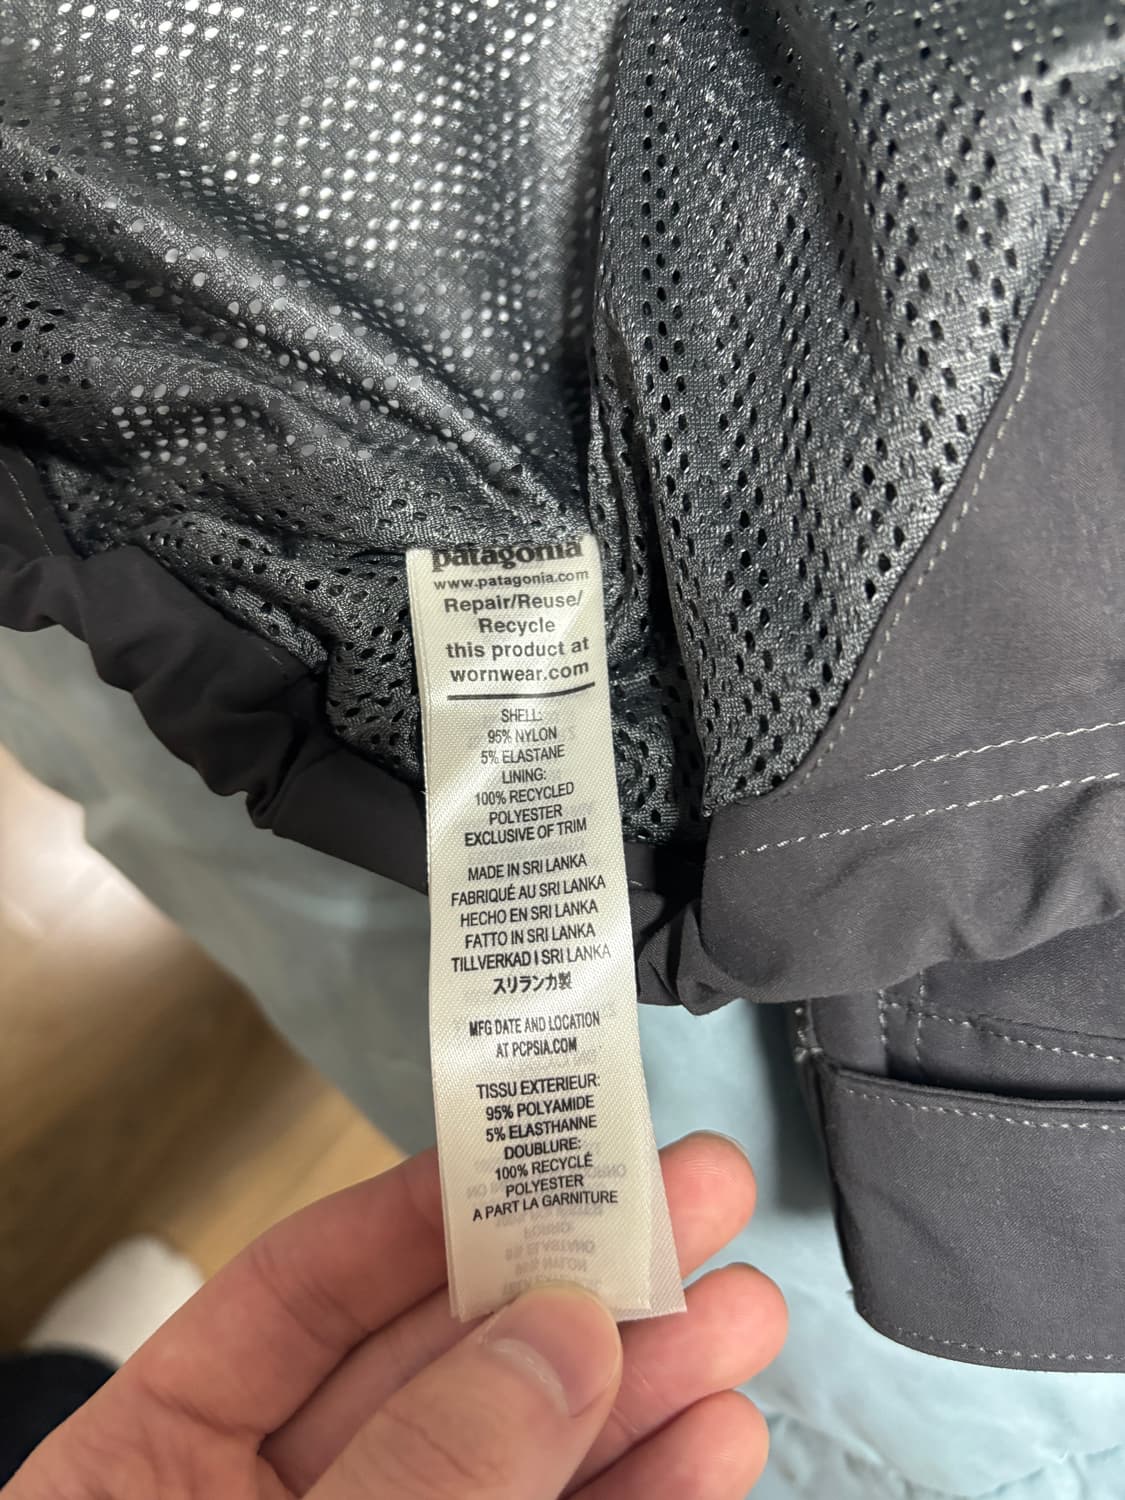 patagonia
www.patagonia.com
Repair/Reuse/
Recycle
this product at
wornwear.com
SHELL:
95% NYLON
5% ELASTANE
LINING:
100% RECYCLED
POLYESTER
EXCLUSIVE OF TRIM
MADE IN SRI LANKA
FABRIQUÉ AU SRI LANKA
HECHO EN SRI LANKA
FATTO IN SRI LANKA
TILLVERKAD I SRI LANKA
スリランカ製
MFG DATE AND LOCATION
AT PCPSIA.COM
TISSU EXTERIEUR:
95% POLYAMIDE
5% ELASTHANNE
DOUBLURE:
100% RECYCLÉ
POLYESTER
A PART LA GARNITURE